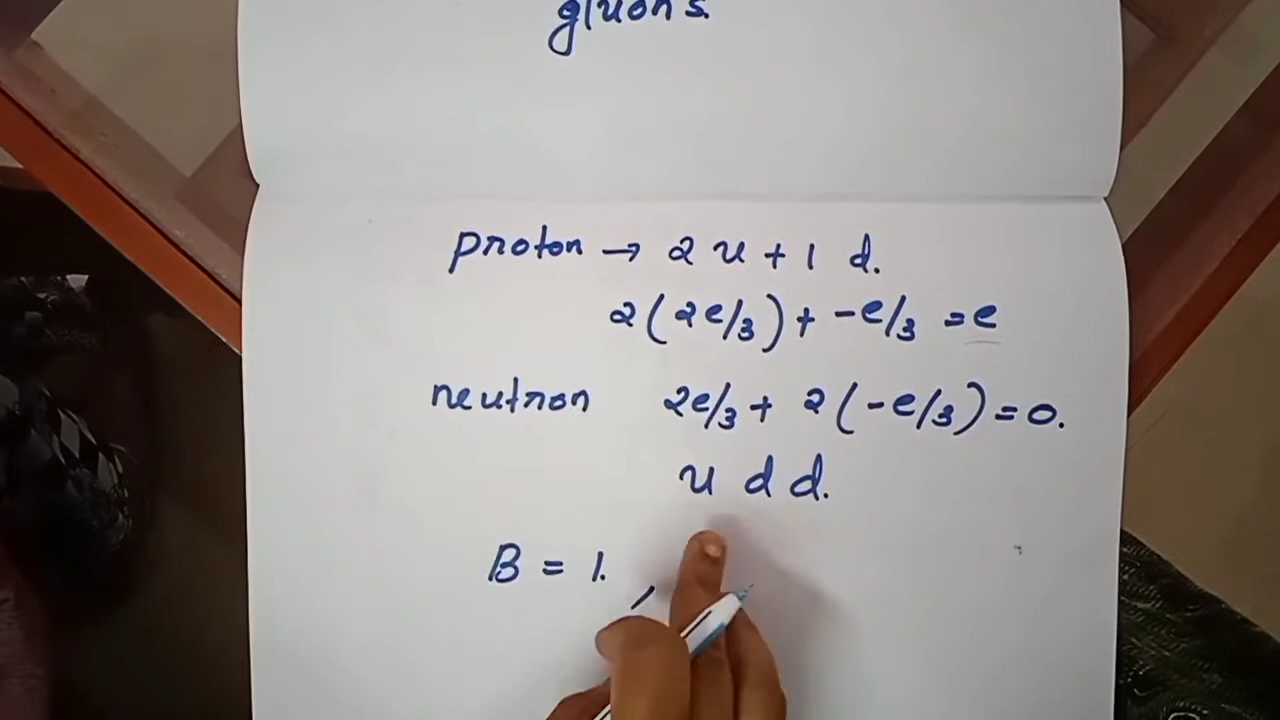 gluons.
proton → 2 u + 1 d.
2(2e/3) + -e/3 = e
neutron 2e/3 + 2(-e/3) = 0.
u d d.
B = 1. ,